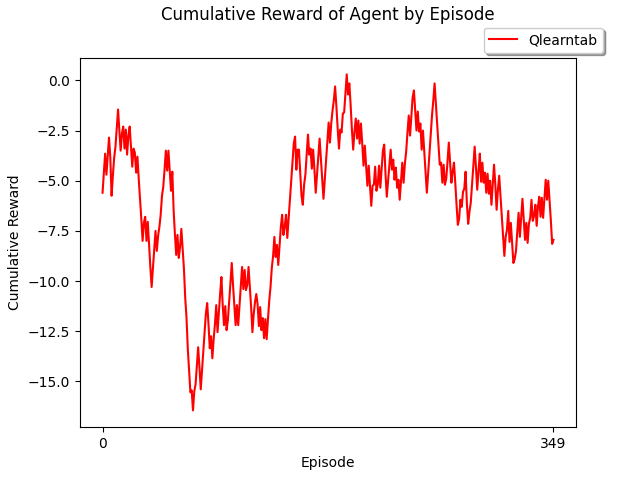 Cumulative Reward of Agent by Episode
Qlearntab
0.0
−2.5
−5.0
−7.5
−10.0
−12.5
−15.0
Cumulative Reward
0 349
Episode